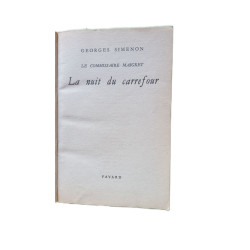 GEORGES SIMENON
LE COMMISSAIRE MAIGRET
La nuit du carrefour
FAYARD